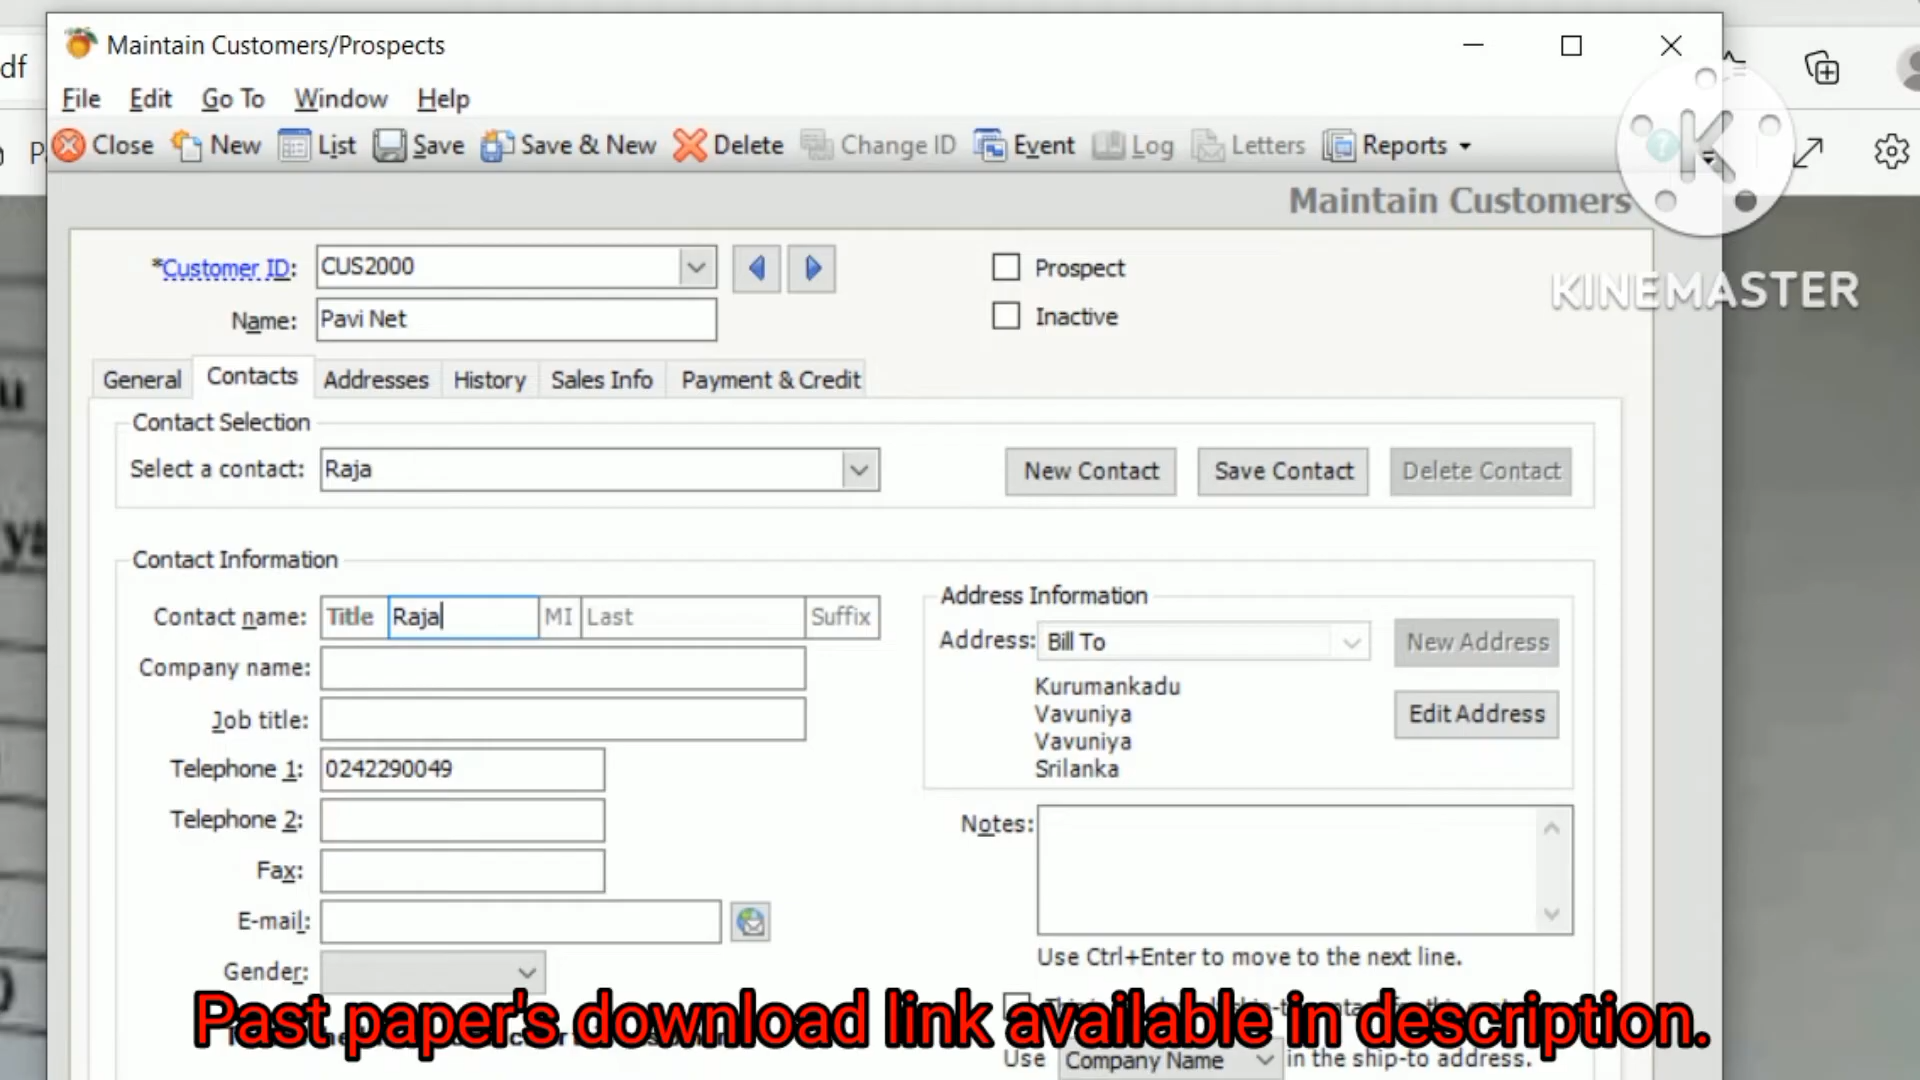 df
Maintain Customers/Prospects
File Edit Go To Window Help
Close New List Save Save & New Delete Change ID Event Log Letters Reports
Maintain Customers
*Customer ID: CUS2000
Prospect
KINEMASTER
Name: Pavi Net
Inactive
General Contacts Addresses History Sales Info Payment & Credit
Contact Selection
Select a contact: Raja
New Contact Save Contact Delete Contact
Contact Information
Contact name: Title Raja MI Last Suffix
Company name:
Job title:
Telephone 1: 0242290049
Telephone 2:
Fax:
E-mail:
Gender:
Address Information
Address: Bill To
New Address
Kurumankadu
Vavuniya
Vavuniya
Srilanka
Edit Address
Notes:
Use Ctrl+Enter to move to the next line.
Past paper's download link available in description.
Use Company Name in the ship-to address.